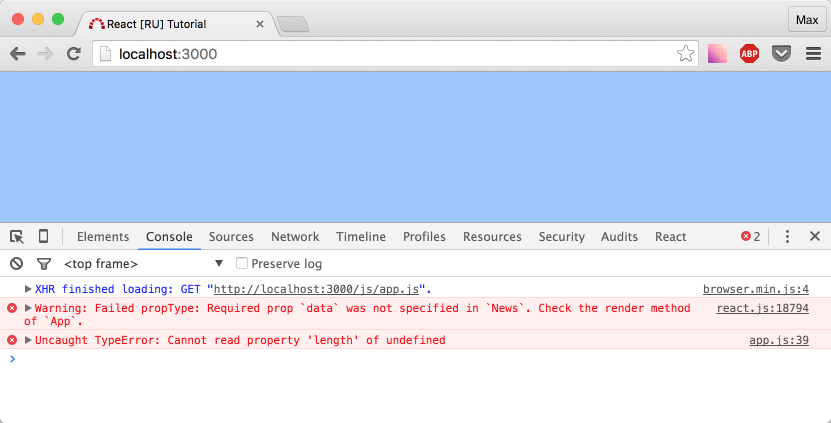 React [RU] Tutorial
Max
localhost:3000
ABP
Elements Console Sources Network Timeline Profiles Resources Security Audits React 2
<top frame> Preserve log
XHR finished loading: GET "http://localhost:3000/js/app.js". browser.min.js:4
Warning: Failed propType: Required prop `data` was not specified in `News`. Check the render method react.js:18794
of `App`.
Uncaught TypeError: Cannot read property 'length' of undefined app.js:39